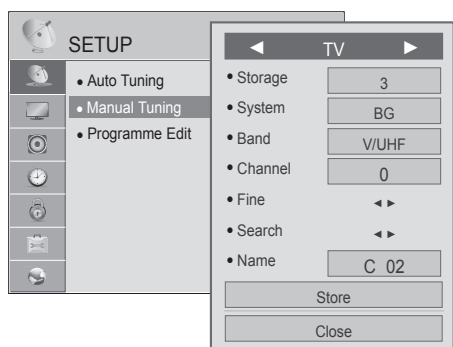 SETUP
● Auto Tuning
● Manual Tuning
● Programme Edit
◄ TV ►
● Storage 3
● System BG
● Band V/UHF
● Channel 0
● Fine ◄ ►
● Search ◄ ►
● Name C 02
Store
Close